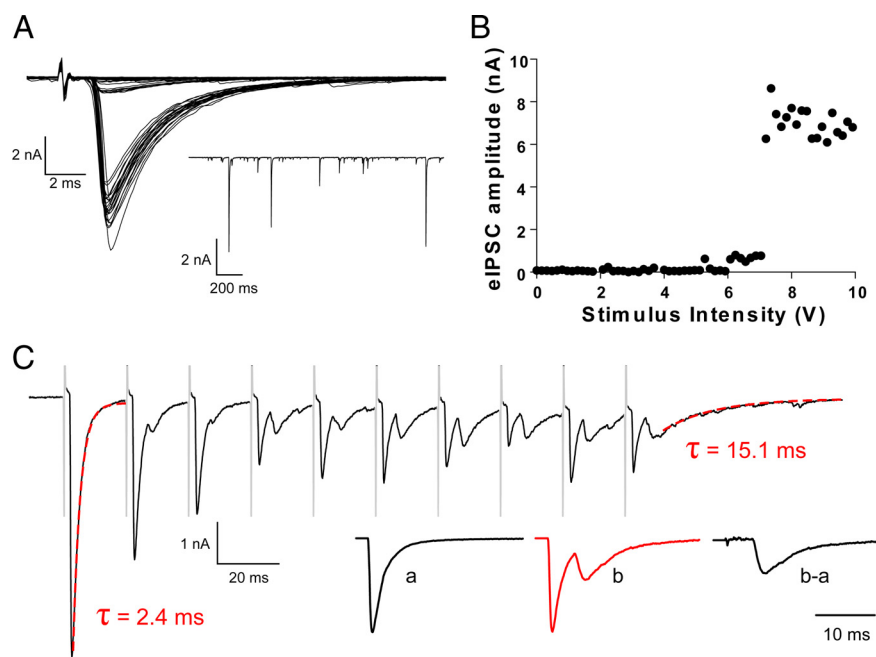 A
2 nA
2 ms
2 nA
200 ms
B
eIPSC amplitude (nA)
10
8
6
4
2
0
0 2 4 6 8 10
Stimulus Intensity (V)
C
τ = 2.4 ms
1 nA
20 ms
τ = 15.1 ms
a
b
b-a
10 ms